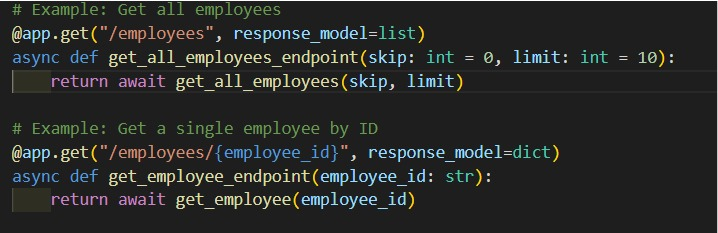 # Example: Get all employees
@app.get("/employees", response_model=list)
async def get_all_employees_endpoint(skip: int = 0, limit: int = 10):
    return await get_all_employees(skip, limit)

# Example: Get a single employee by ID
@app.get("/employees/{employee_id}", response_model=dict)
async def get_employee_endpoint(employee_id: str):
    return await get_employee(employee_id)